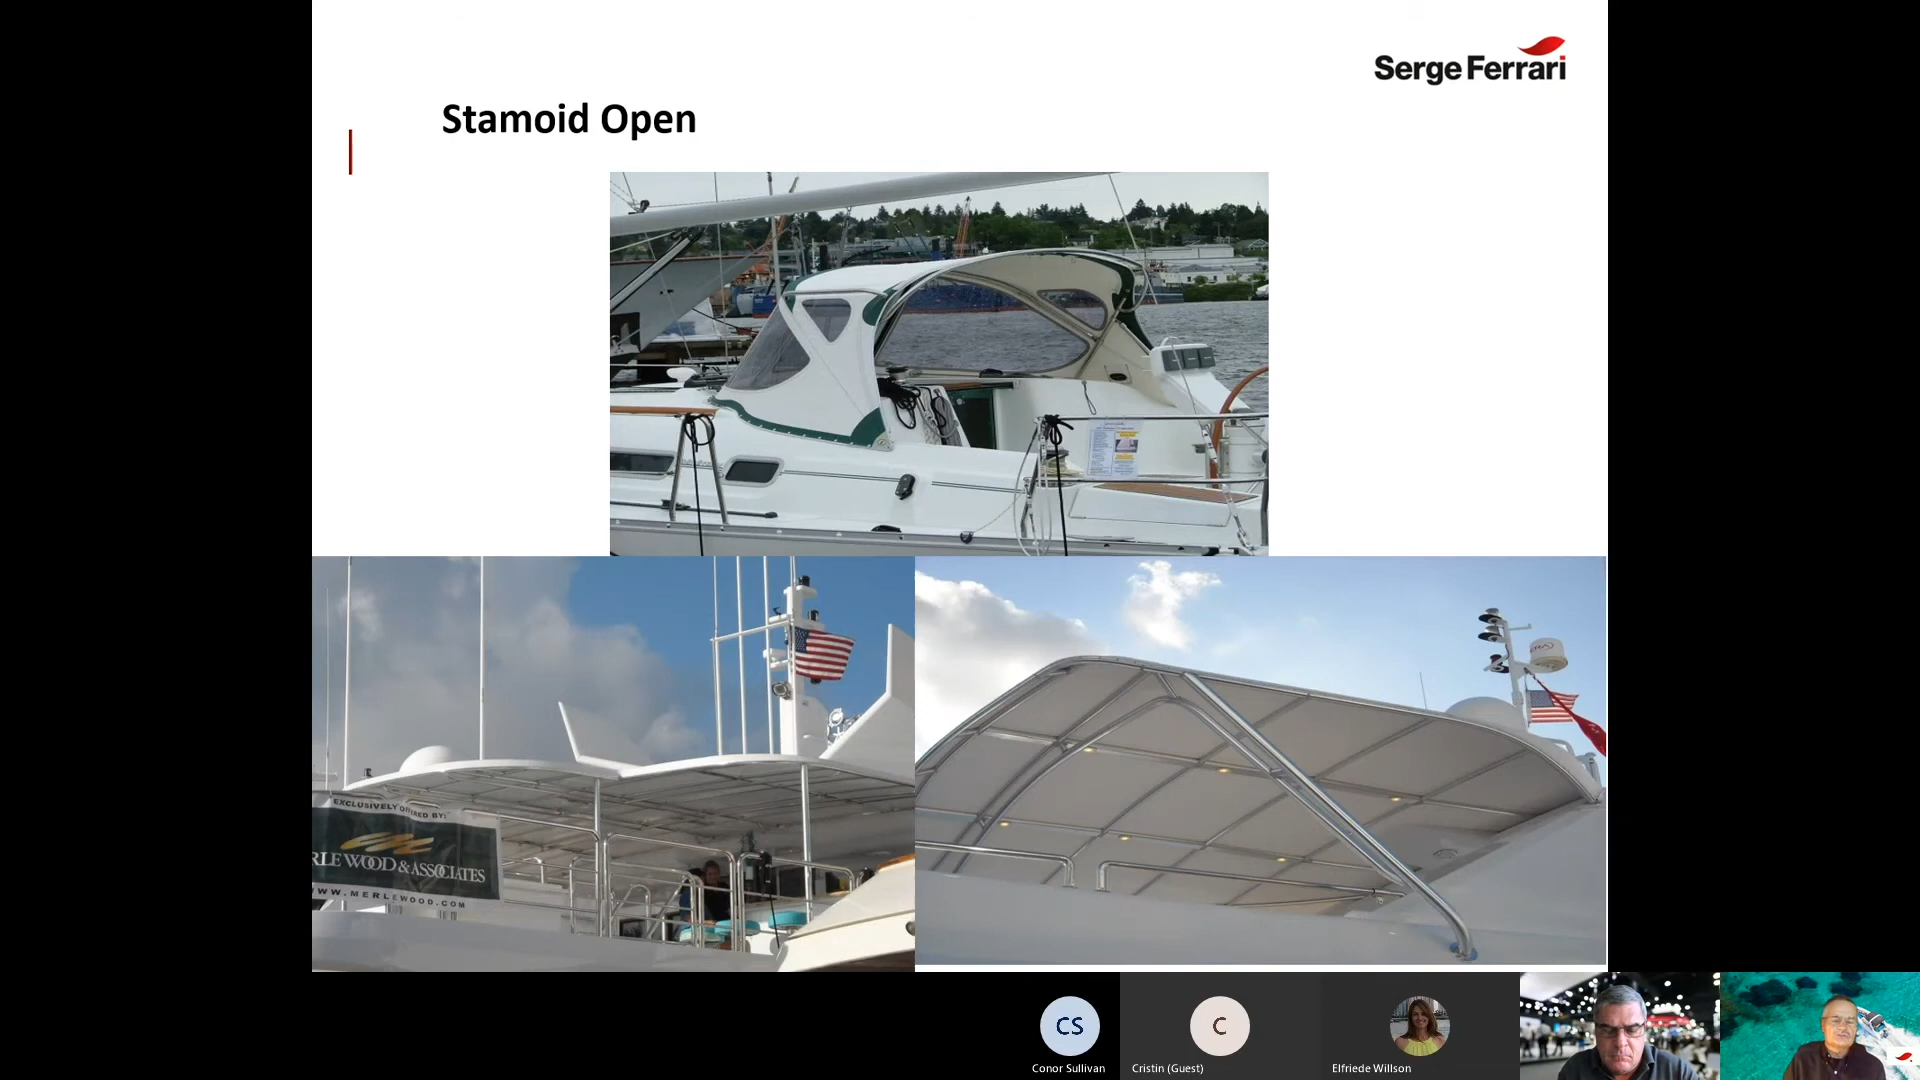 Serge Ferrari
Stamoid Open
EXCLUSIVELY OFFERED BY:
RLE WOOD & ASSOCIATES
WW.MERLEWOOD.COM
CS
C
Conor Sullivan
Cristin (Guest)
Elfriede Willson